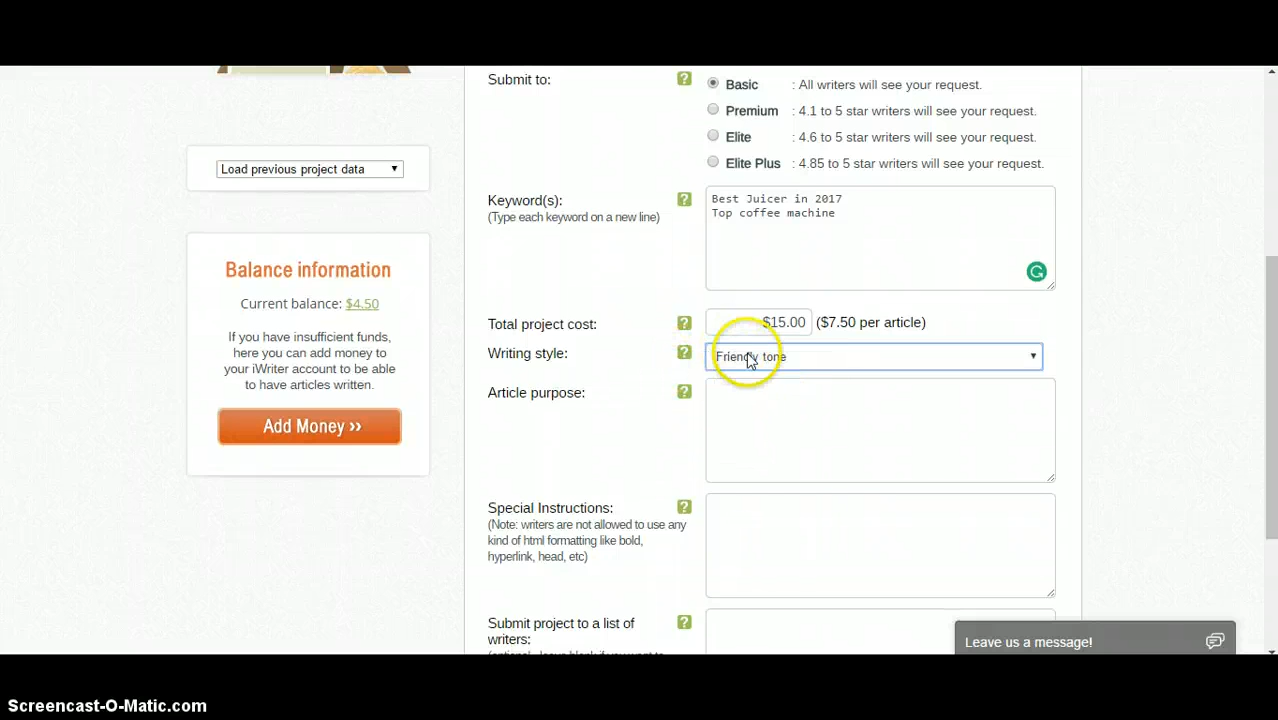 Submit to: ? Basic : All writers will see your request.
Premium : 4.1 to 5 star writers will see your request.
Elite : 4.6 to 5 star writers will see your request.
Elite Plus : 4.85 to 5 star writers will see your request.
Load previous project data
Keyword(s): ?
(Type each keyword on a new line)
Best Juicer in 2017
Top coffee machine
Balance information
Current balance: $4.50
If you have insufficient funds,
here you can add money to
your iWriter account to be able
to have articles written.
Add Money >>
Total project cost: ? $15.00 ($7.50 per article)
Writing style: ? Friendly tone
Article purpose: ?
Special Instructions: ?
(Note: writers are not allowed to use any
kind of html formatting like bold,
hyperlink, head, etc)
Submit project to a list of ?
writers:
Leave us a message!
Screencast-O-Matic.com